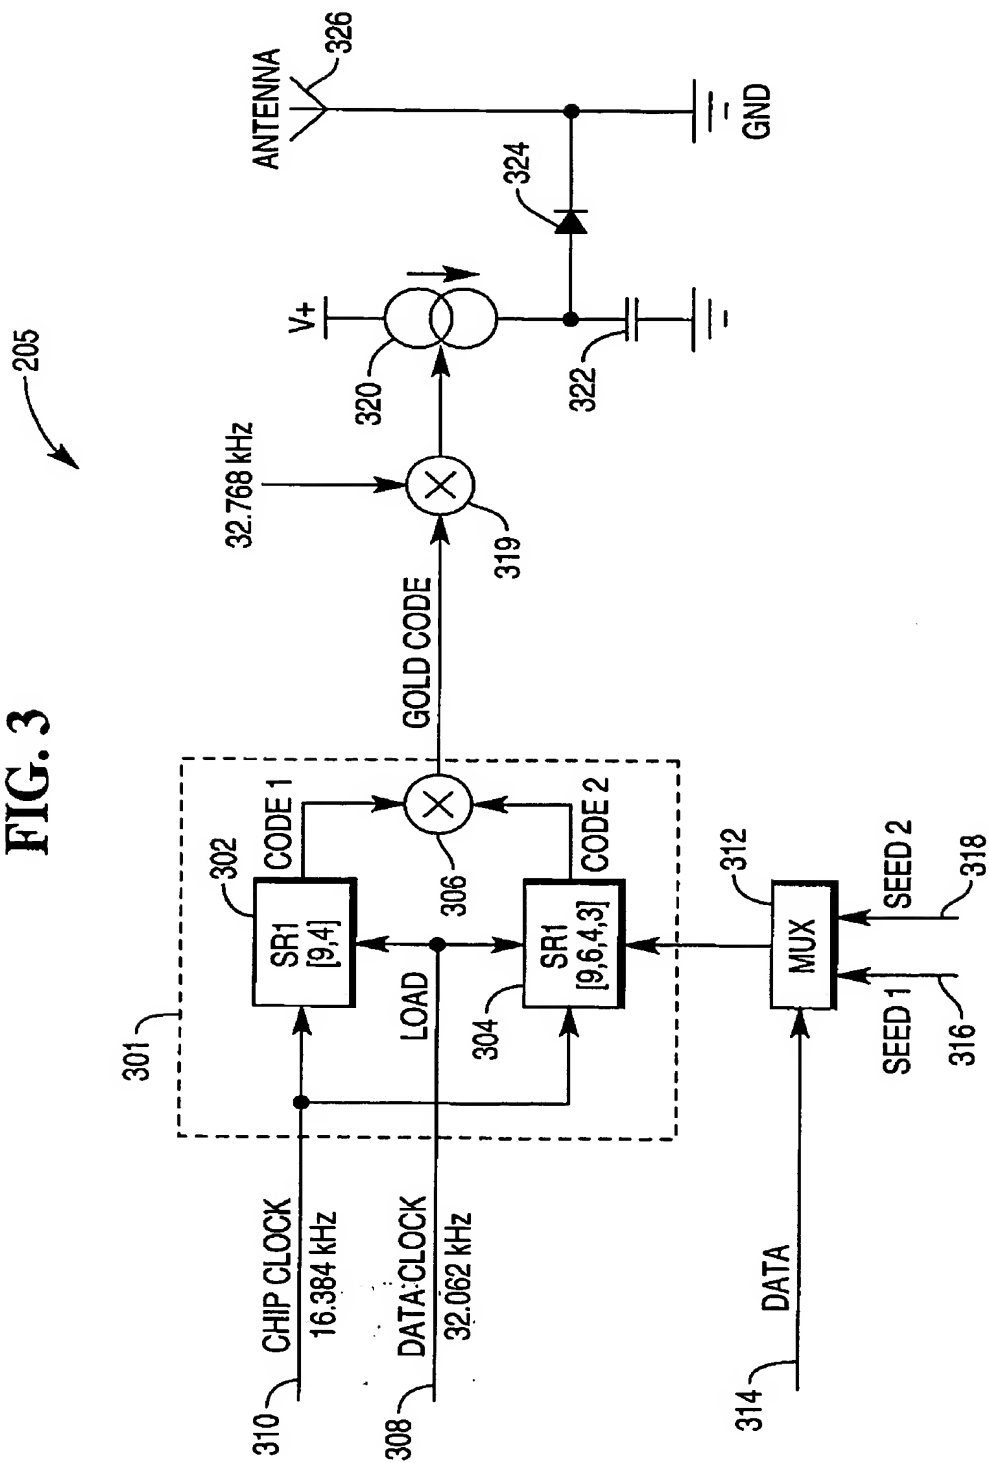 FIG. 3
205
ANTENNA
326
V+
324
320
322
GND
32.768 kHz
319
GOLD CODE
301
302
CODE 1
SR1
[9,4]
306
LOAD
304
SR1
[9,6,4,3]
CODE 2
CHIP CLOCK
16.384 kHz
310
DATA CLOCK
32.062 kHz
308
312
MUX
SEED 1
316
SEED 2
318
DATA
314